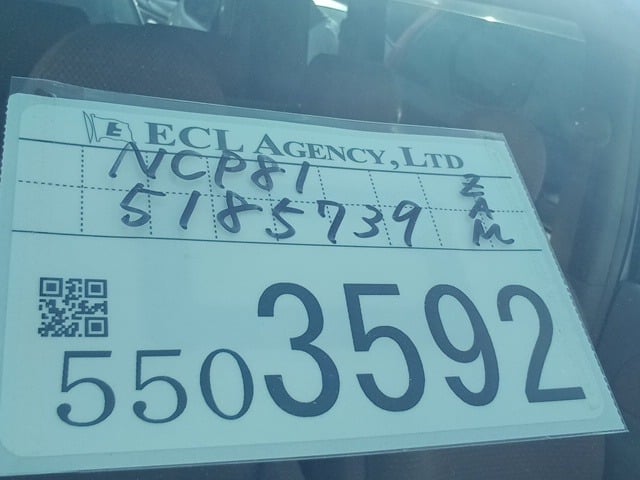 E ECL AGENCY, LTD
NCP81
5185739
ZAM
5503592